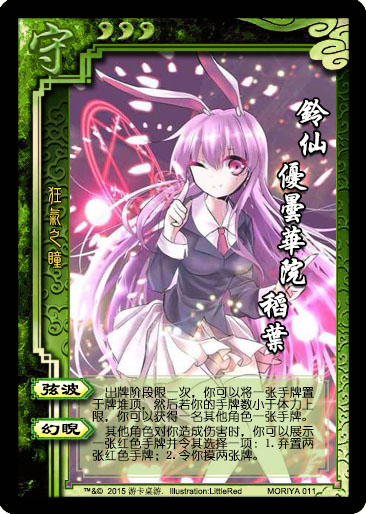 守
鈴仙
優曇華院
稻葉
狂氣之瞳
弦波
出牌阶段限一次，你可以将一张手牌置
于牌堆顶，然后若你的手牌数小于体力上
限，你可以获得一名其他角色一张手牌。
幻睨
其他角色对你造成伤害时，你可以展示
一张红色手牌并令其选择一项：1.弃置两
张红色手牌；2.令你摸两张牌。
™&© 2015 游卡桌游. Illustration:LittleRed
MORIYA 011